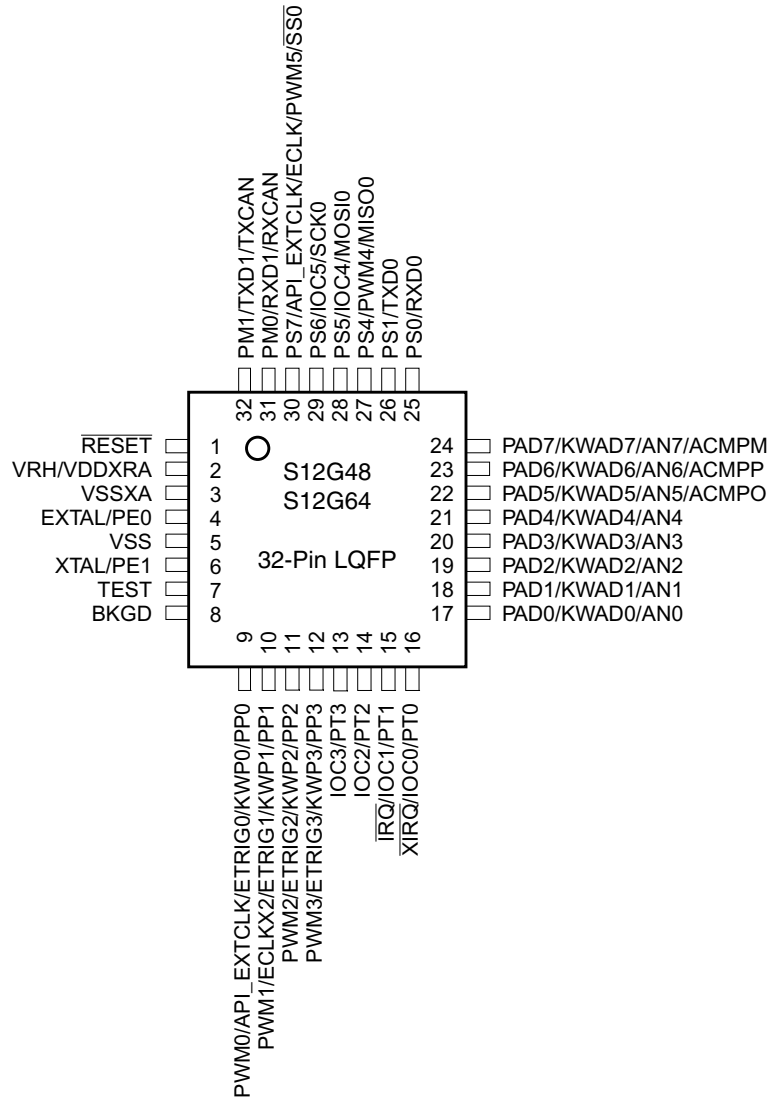 PM1/TXD1/TXCAN
PM0/RXD1/RXCAN
PS7/API_EXTCLK/ECLK/PWM5/S̅S̅0̅
PS6/IOC5/SCK0
PS5/IOC4/MOSI0
PS4/PWM4/MISO0
PS1/TXD0
PS0/RXD0
32
31
30
29
28
27
26
25
R̅E̅S̅E̅T̅ 1
VRH/VDDXRA 2
VSSXA 3
EXTAL/PE0 4
VSS 5
XTAL/PE1 6
TEST 7
BKGD 8
S12G48
S12G64
32-Pin LQFP
24 PAD7/KWAD7/AN7/ACMPM
23 PAD6/KWAD6/AN6/ACMPP
22 PAD5/KWAD5/AN5/ACMPO
21 PAD4/KWAD4/AN4
20 PAD3/KWAD3/AN3
19 PAD2/KWAD2/AN2
18 PAD1/KWAD1/AN1
17 PAD0/KWAD0/AN0
9
10
11
12
13
14
15
16
PWM0/API_EXTCLK/ETRIG0/KWP0/PP0
PWM1/ECLKX2/ETRIG1/KWP1/PP1
PWM2/ETRIG2/KWP2/PP2
PWM3/ETRIG3/KWP3/PP3
IOC3/PT3
IOC2/PT2
I̅R̅Q̅/IOC1/PT1
X̅I̅R̅Q̅/IOC0/PT0